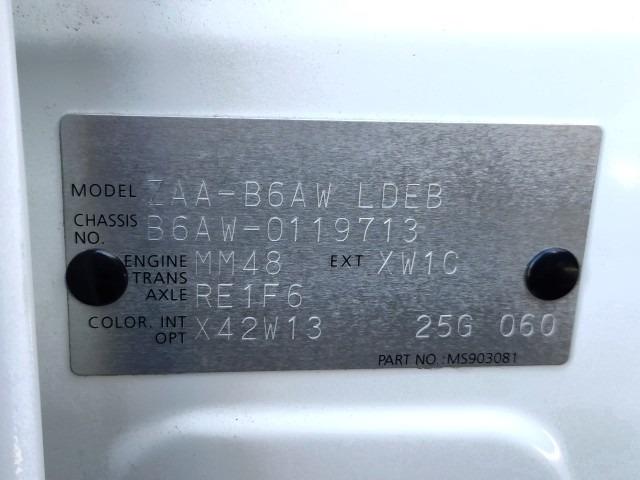 MODEL ZAA-B6AW LDEB
CHASSIS NO. B6AW-0119713
ENGINE MM48 EXT XW1C
TRANS AXLE RE1F6
COLOR, INT OPT X42W13 25G 060
PART NO.:MS903081